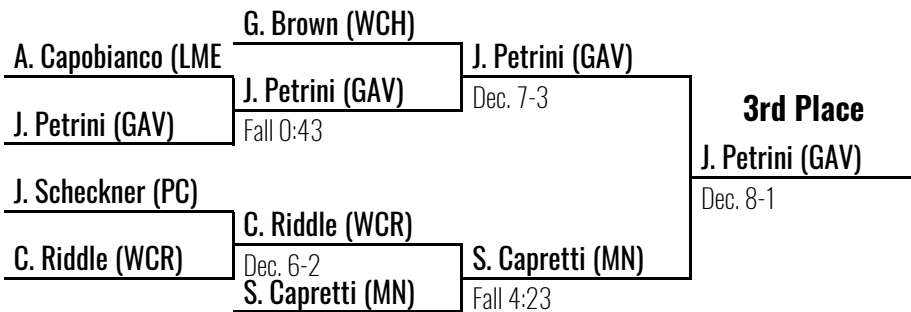 G. Brown (WCH)
A. Capobianco (LME
J. Petrini (GAV)
J. Petrini (GAV)
Dec. 7-3
3rd Place
J. Petrini (GAV)
Fall 0:43
J. Petrini (GAV)
Dec. 8-1
J. Scheckner (PC)
C. Riddle (WCR)
C. Riddle (WCR)
Dec. 6-2
S. Capretti (MN)
S. Capretti (MN)
Fall 4:23